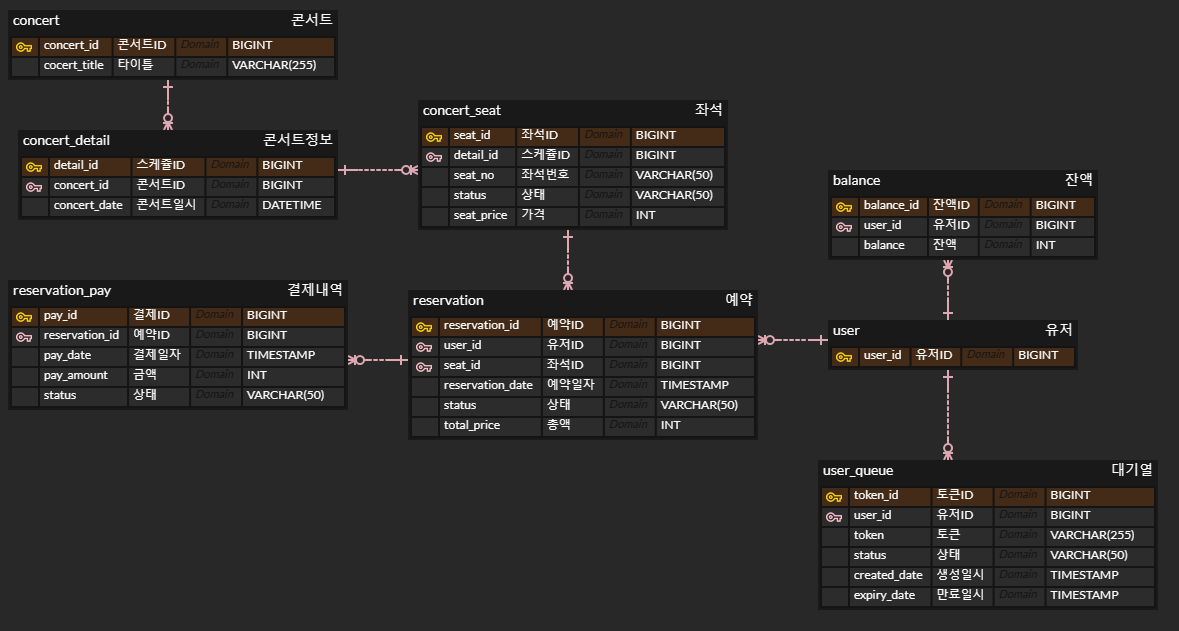 concert 콘서트
concert_id 콘서트ID Domain BIGINT
cocert_title 타이틀 Domain VARCHAR(255)
concert_detail 콘서트정보
detail_id 스케쥴ID Domain BIGINT
concert_id 콘서트ID Domain BIGINT
concert_date 콘서트일시 Domain DATETIME
concert_seat 좌석
seat_id 좌석ID Domain BIGINT
detail_id 스케쥴ID Domain BIGINT
seat_no 좌석번호 Domain VARCHAR(50)
status 상태 Domain VARCHAR(50)
seat_price 가격 Domain INT
balance 잔액
balance_id 잔액ID Domain BIGINT
user_id 유저ID Domain BIGINT
balance 잔액 Domain INT
reservation_pay 결제내역
pay_id 결제ID Domain BIGINT
reservation_id 예약ID Domain BIGINT
pay_date 결제일자 Domain TIMESTAMP
pay_amount 금액 Domain INT
status 상태 Domain VARCHAR(50)
reservation 예약
reservation_id 예약ID Domain BIGINT
user_id 유저ID Domain BIGINT
seat_id 좌석ID Domain BIGINT
reservation_date 예약일자 Domain TIMESTAMP
status 상태 Domain VARCHAR(50)
total_price 총액 Domain INT
user 유저
user_id 유저ID Domain BIGINT
user_queue 대기열
token_id 토큰ID Domain BIGINT
user_id 유저ID Domain BIGINT
token 토큰 Domain VARCHAR(255)
status 상태 Domain VARCHAR(50)
created_date 생성일시 Domain TIMESTAMP
expiry_date 만료일시 Domain TIMESTAMP